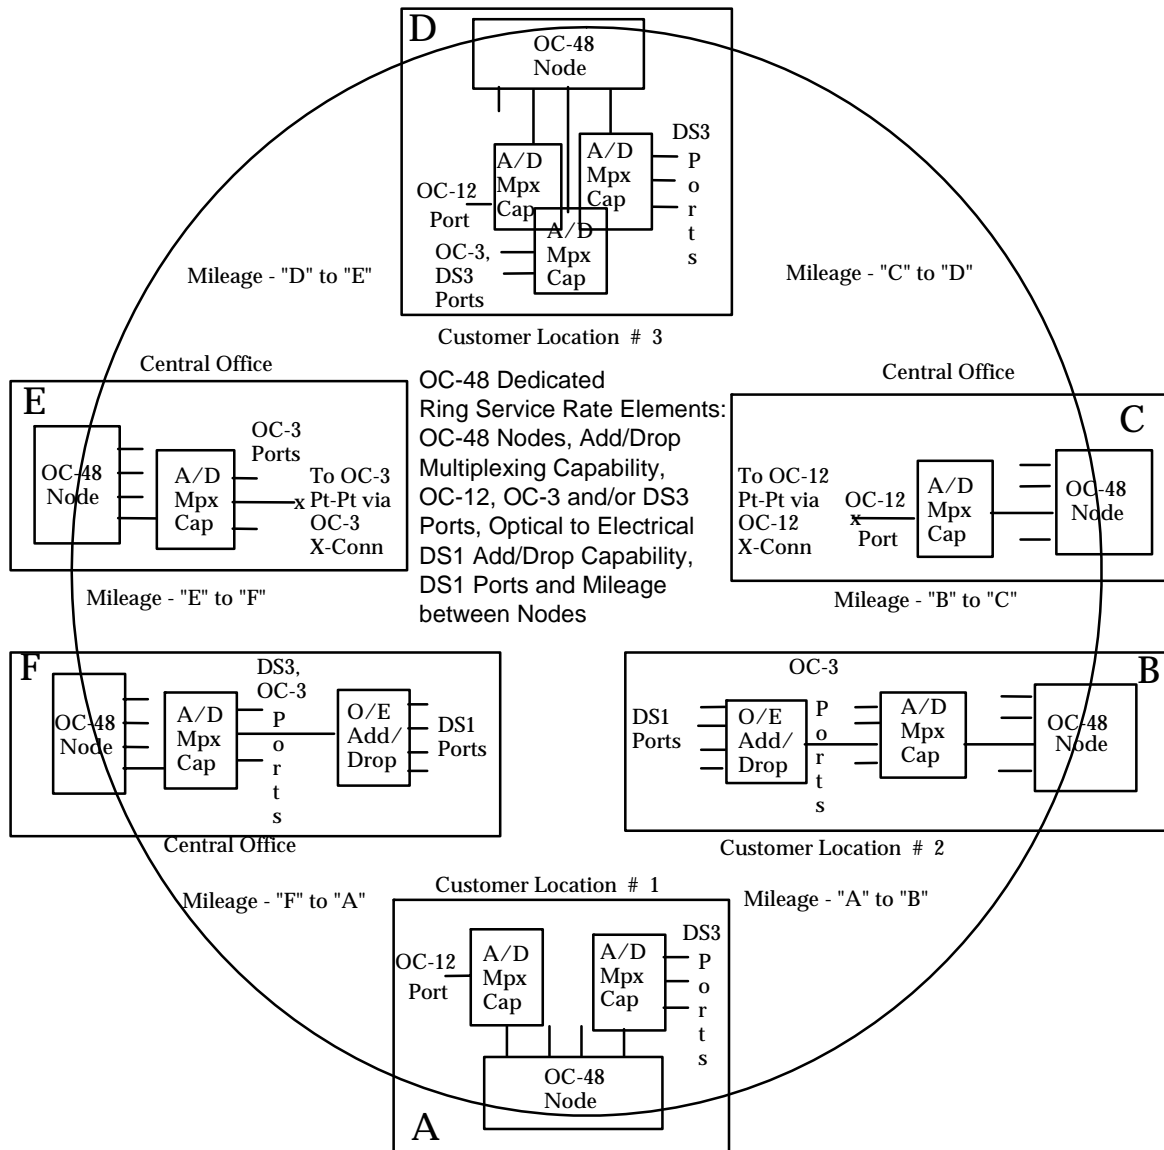 D
OC-48
Node
A/D
Mpx
Cap
A/D
Mpx
Cap
A/D
Mpx
Cap
DS3
P
o
r
t
s
OC-12
Port
OC-3,
DS3
Ports
Customer Location # 3
Mileage - "D" to "E"
Mileage - "C" to "D"
Central Office
E
OC-48
Node
A/D
Mpx
Cap
OC-3
Ports
To OC-3
x Pt-Pt via
OC-3
X-Conn
Mileage - "E" to "F"
OC-48 Dedicated
Ring Service Rate Elements:
OC-48 Nodes, Add/Drop
Multiplexing Capability,
OC-12, OC-3 and/or DS3
Ports, Optical to Electrical
DS1 Add/Drop Capability,
DS1 Ports and Mileage
between Nodes
Central Office
C
To OC-12
Pt-Pt via
OC-12
X-Conn
OC-12
x
Port
A/D
Mpx
Cap
OC-48
Node
Mileage - "B" to "C"
F
OC-48
Node
A/D
Mpx
Cap
DS3,
OC-3
P
o
r
t
s
O/E
Add/
Drop
DS1
Ports
Central Office
B
OC-3
DS1
Ports
O/E
Add/
Drop
P
o
r
t
s
A/D
Mpx
Cap
OC-48
Node
Customer Location # 2
Mileage - "F" to "A"
Mileage - "A" to "B"
Customer Location # 1
OC-12
Port
A/D
Mpx
Cap
A/D
Mpx
Cap
DS3
P
o
r
t
s
OC-48
Node
A